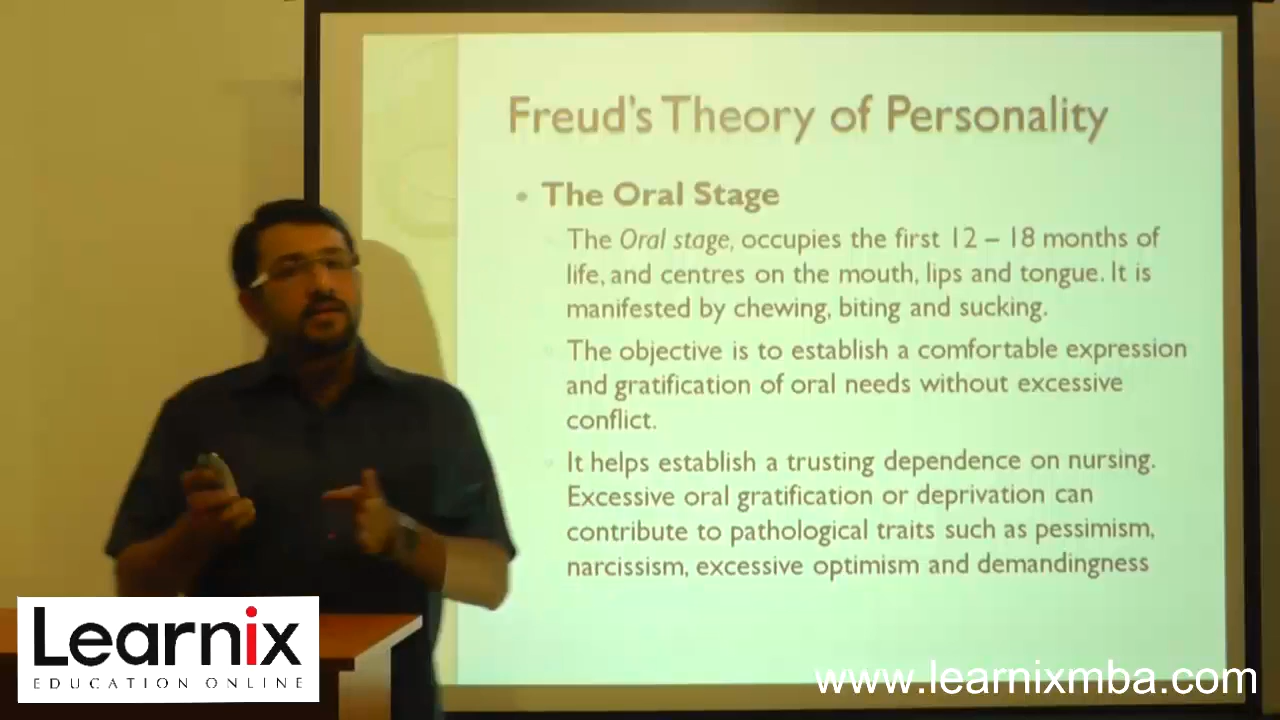 Freud's Theory of Personality
• The Oral Stage
The Oral stage, occupies the first 12 – 18 months of
life, and centres on the mouth, lips and tongue. It is
manifested by chewing, biting and sucking.
The objective is to establish a comfortable expression
and gratification of oral needs without excessive
conflict.
It helps establish a trusting dependence on nursing.
Excessive oral gratification or deprivation can
contribute to pathological traits such as pessimism,
narcissism, excessive optimism and demandingness
Learnix
EDUCATION ONLINE
www.learnixmba.com